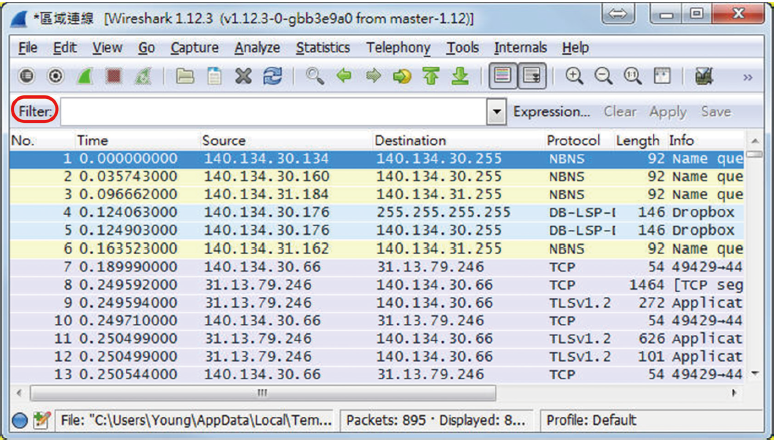 *區域連線 [Wireshark 1.12.3 (v1.12.3-0-gbb3e9a0 from master-1.12)]
File Edit View Go Capture Analyze Statistics Telephony Tools Internals Help
Filter: Expression... Clear Apply Save
No. Time Source Destination Protocol Length Info
1 0.000000000 140.134.30.134 140.134.30.255 NBNS 92 Name que
2 0.035743000 140.134.30.160 140.134.30.255 NBNS 92 Name que
3 0.096662000 140.134.31.184 140.134.31.255 NBNS 92 Name que
4 0.124063000 140.134.30.176 255.255.255.255 DB-LSP-D 146 Dropbox
5 0.124903000 140.134.30.176 140.134.30.255 DB-LSP-D 146 Dropbox
6 0.163523000 140.134.31.162 140.134.31.255 NBNS 92 Name que
7 0.189990000 140.134.30.66 31.13.79.246 TCP 54 49429→44
8 0.249592000 31.13.79.246 140.134.30.66 TCP 1464 [TCP seg
9 0.249594000 31.13.79.246 140.134.30.66 TLSv1.2 272 Applicat
10 0.249710000 140.134.30.66 31.13.79.246 TCP 54 49429→44
11 0.250499000 31.13.79.246 140.134.30.66 TLSv1.2 626 Applicat
12 0.250499000 31.13.79.246 140.134.30.66 TLSv1.2 101 Applicat
13 0.250544000 140.134.30.66 31.13.79.246 TCP 54 49429→44
File: "C:\Users\Young\AppData\Local\Tem... Packets: 895 · Displayed: 8... Profile: Default